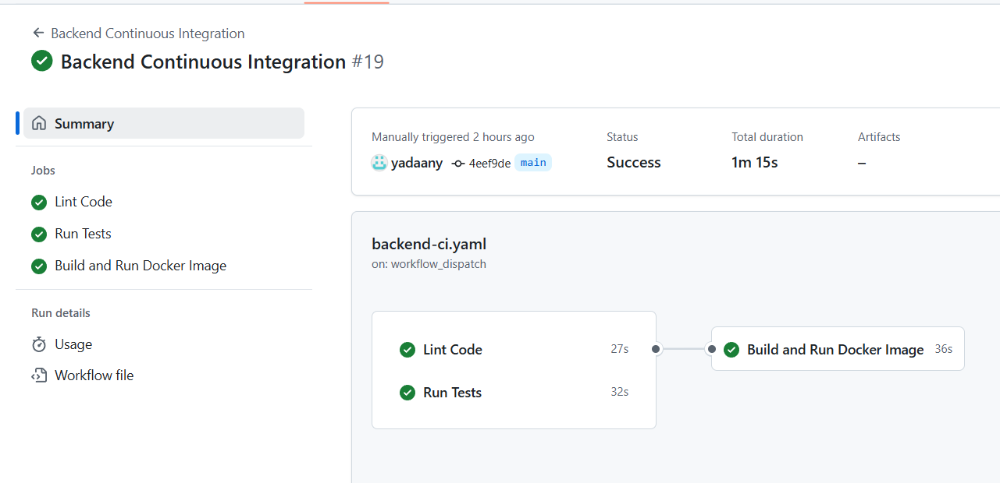 Backend Continuous Integration
Backend Continuous Integration #19
Summary
Jobs
Lint Code
Run Tests
Build and Run Docker Image
Run details
Usage
Workflow file
Manually triggered 2 hours ago
yadaany 4eef9de main
Status
Success
Total duration
1m 15s
Artifacts
–
backend-ci.yaml
on: workflow_dispatch
Lint Code 27s
Run Tests 32s
Build and Run Docker Image 36s